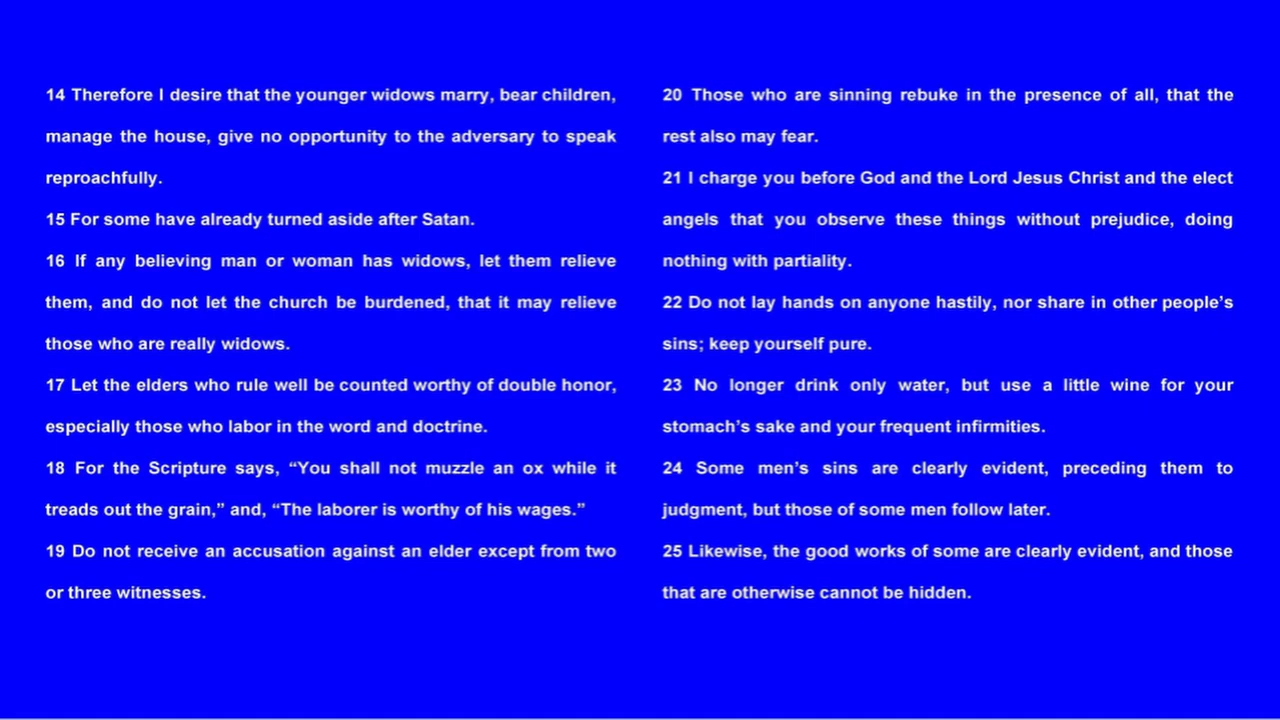 14 Therefore I desire that the younger widows marry, bear children,
manage the house, give no opportunity to the adversary to speak
reproachfully.
15 For some have already turned aside after Satan.
16 If any believing man or woman has widows, let them relieve
them, and do not let the church be burdened, that it may relieve
those who are really widows.
17 Let the elders who rule well be counted worthy of double honor,
especially those who labor in the word and doctrine.
18 For the Scripture says, “You shall not muzzle an ox while it
treads out the grain,” and, “The laborer is worthy of his wages.”
19 Do not receive an accusation against an elder except from two
or three witnesses.
20 Those who are sinning rebuke in the presence of all, that the
rest also may fear.
21 I charge you before God and the Lord Jesus Christ and the elect
angels that you observe these things without prejudice, doing
nothing with partiality.
22 Do not lay hands on anyone hastily, nor share in other people’s
sins; keep yourself pure.
23 No longer drink only water, but use a little wine for your
stomach’s sake and your frequent infirmities.
24 Some men’s sins are clearly evident, preceding them to
judgment, but those of some men follow later.
25 Likewise, the good works of some are clearly evident, and those
that are otherwise cannot be hidden.